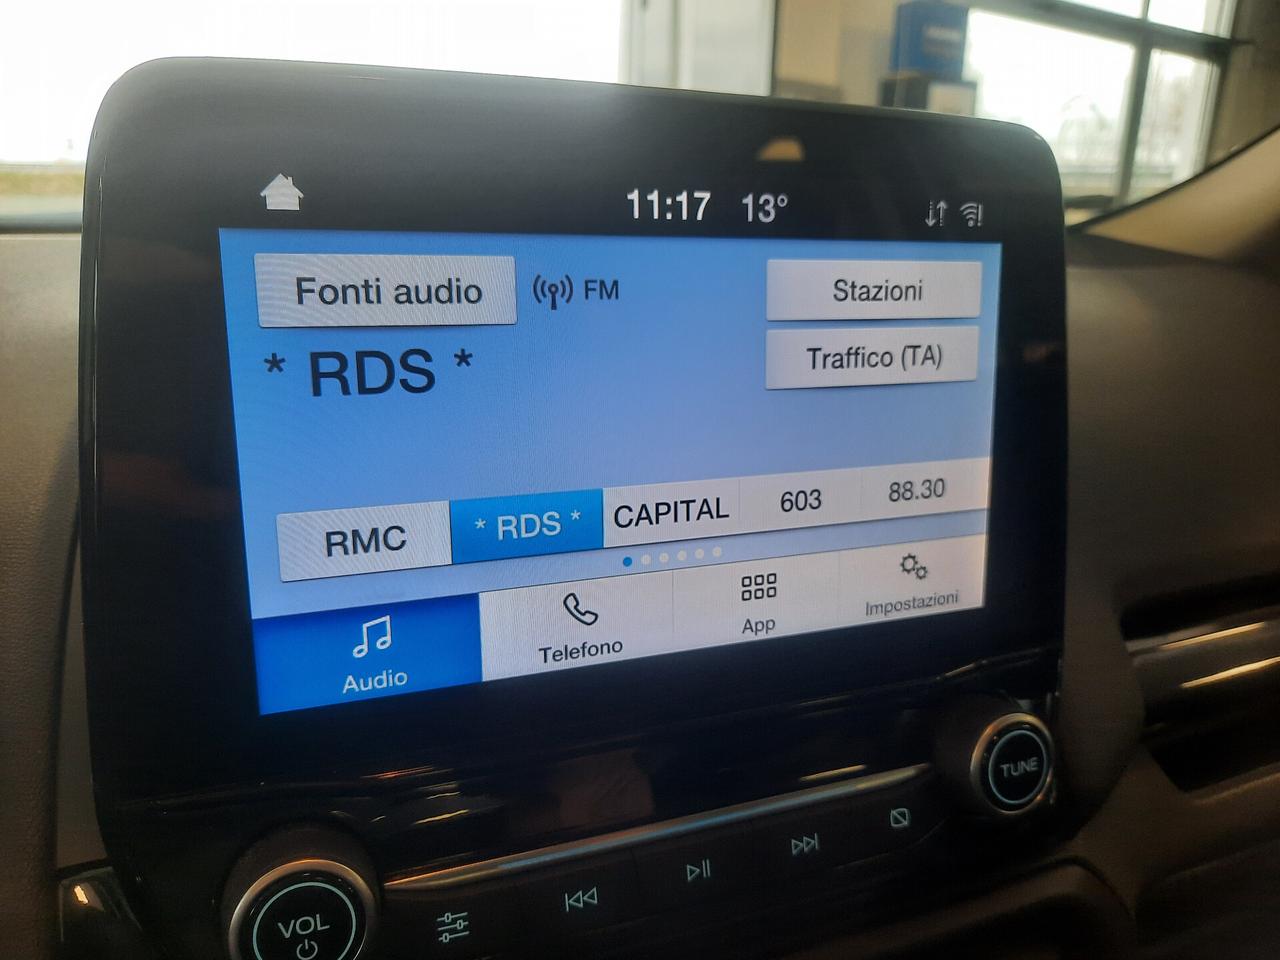 11:17 13°
Fonti audio FM Stazioni
* RDS * Traffico (TA)
RMC * RDS * CAPITAL 603 88.30
Audio Telefono App Impostazioni
TUNE
VOL